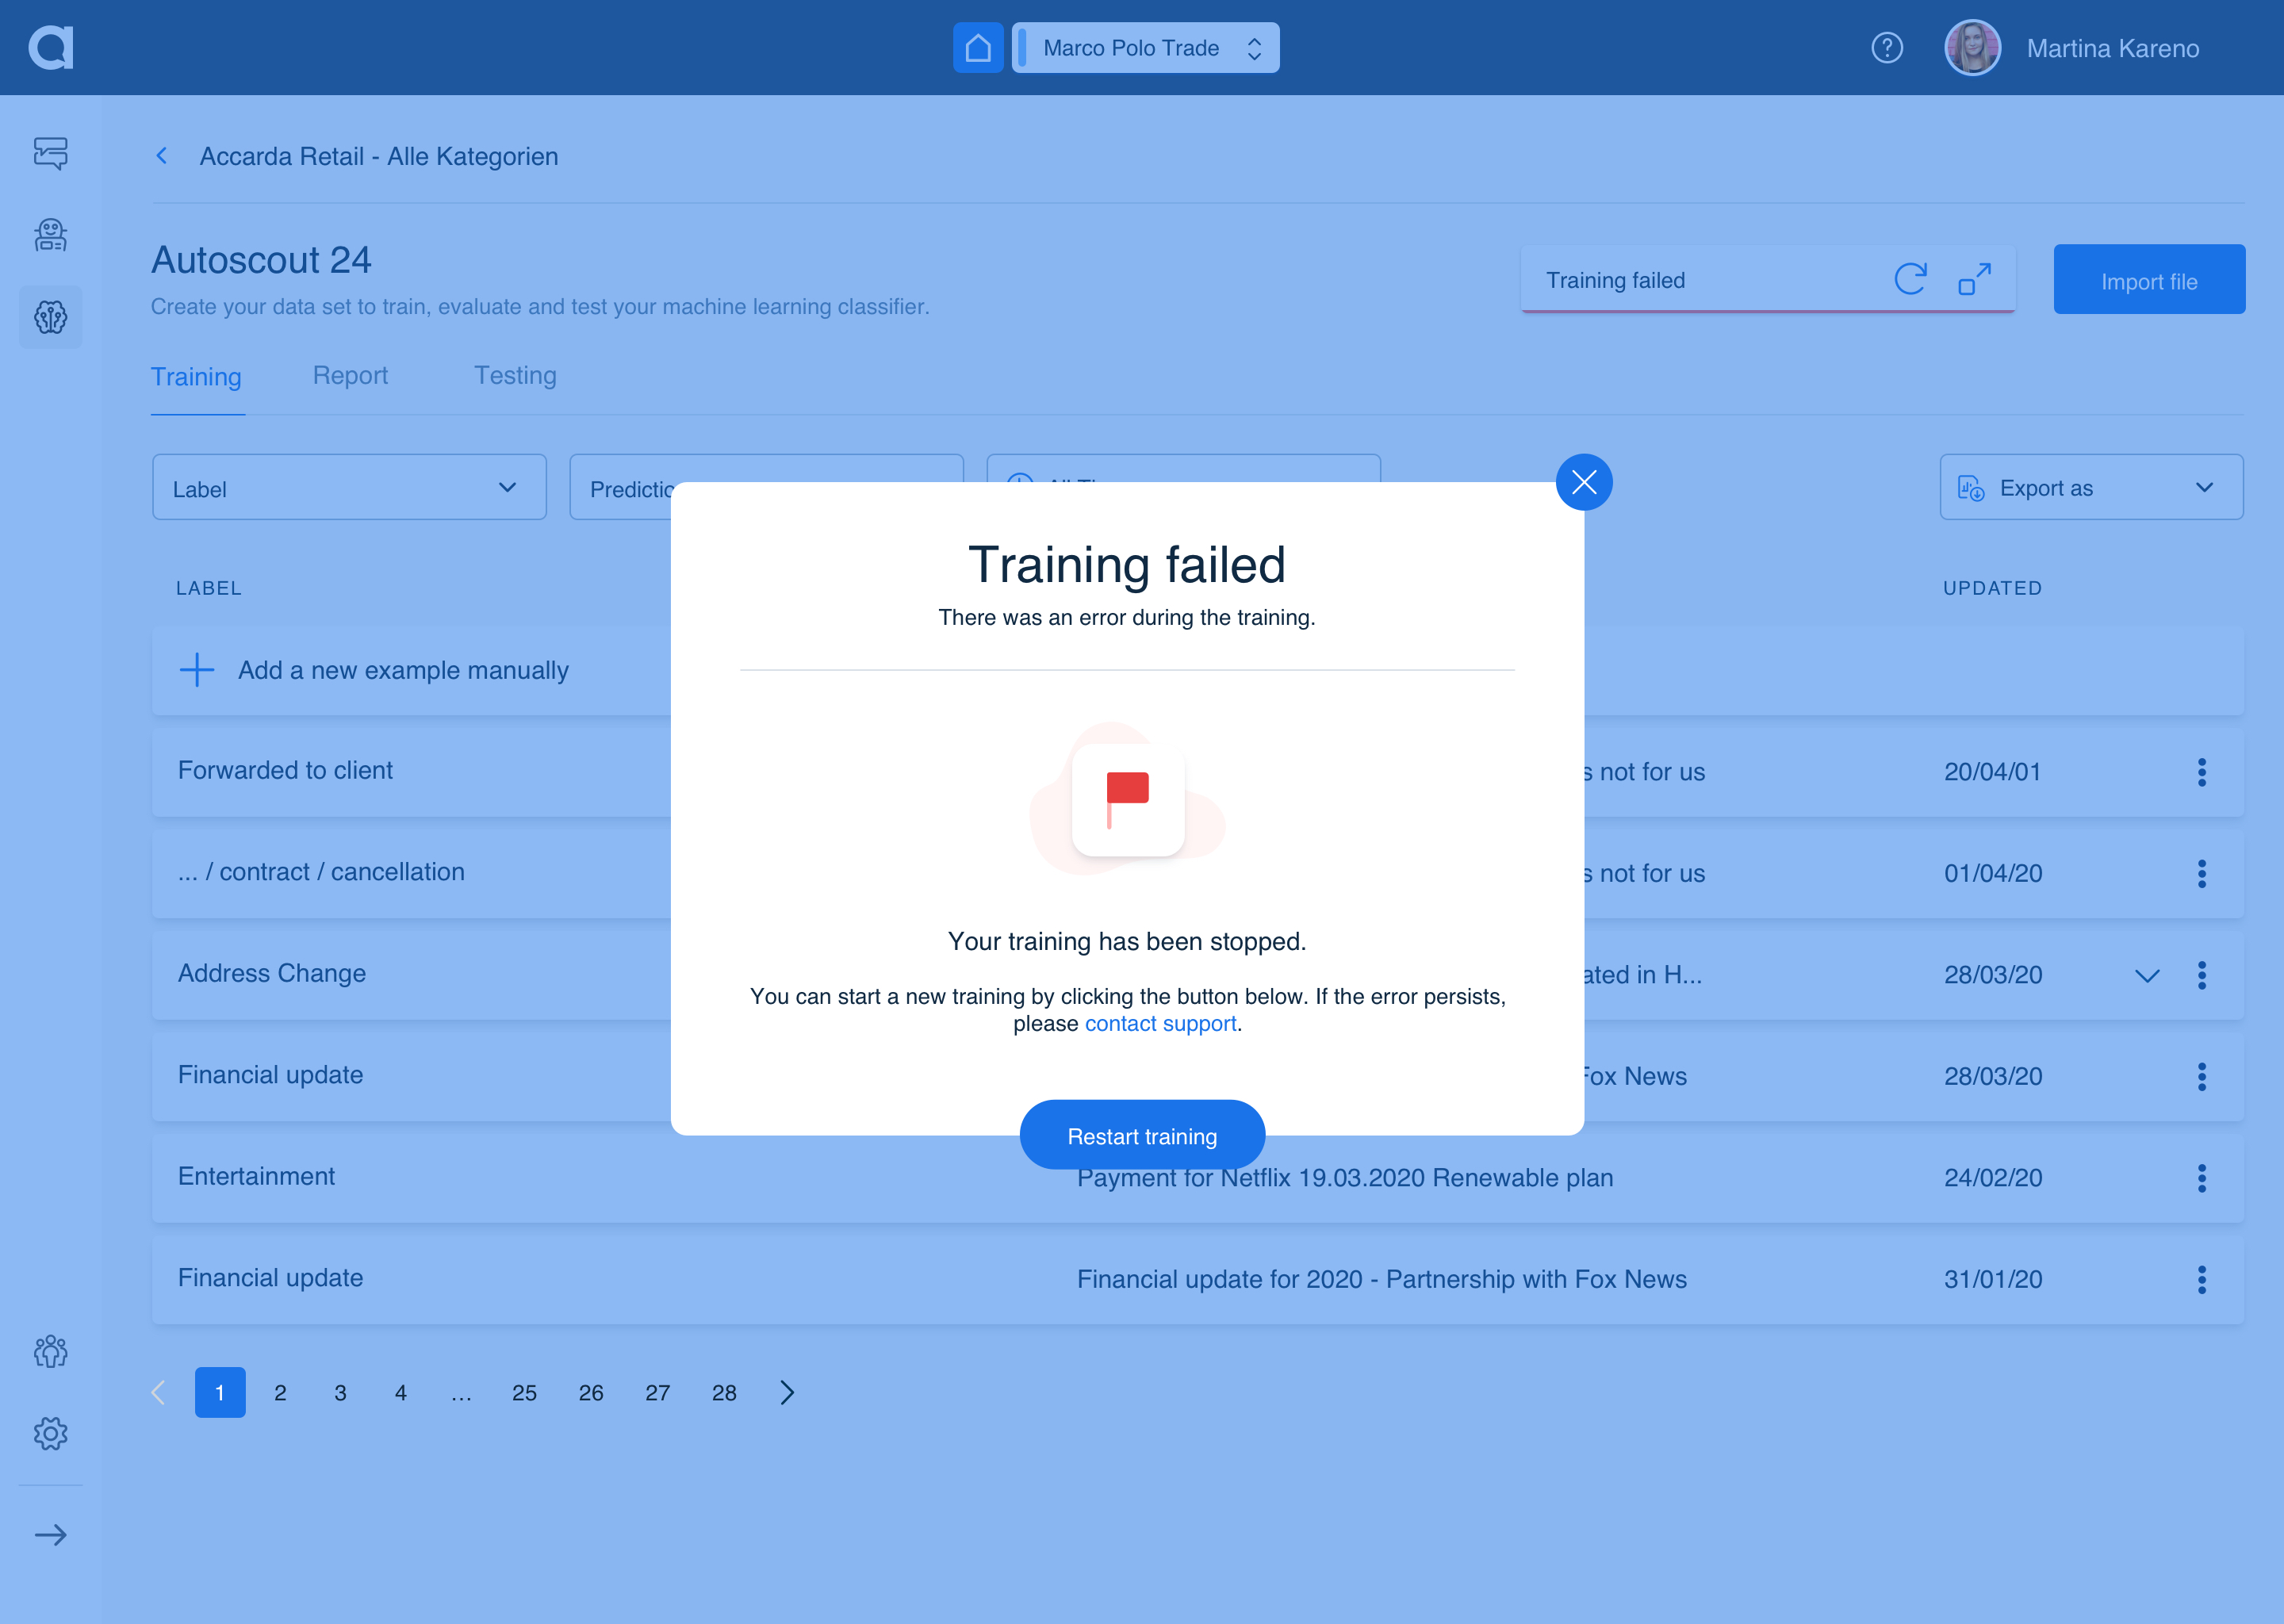 Marco Polo Trade
Martina Kareno
Accarda Retail - Alle Kategorien
Autoscout 24
Create your data set to train, evaluate and test your machine learning classifier.
Training failed
Import file
Training
Report
Testing
Label
Export as
LABEL
UPDATED
Training failed
There was an error during the training.
Your training has been stopped.
You can start a new training by clicking the button below. If the error persists,
please contact support.
Restart training
Add a new example manually
Forwarded to client
not for us
20/04/01
... / contract / cancellation
not for us
01/04/20
Address Change
in H...
28/03/20
Financial update
Fox News
28/03/20
Entertainment
Payment for Netflix 19.03.2020 Renewable plan
24/02/20
Financial update
Financial update for 2020 - Partnership with Fox News
31/01/20
1 2 3 4 ... 25 26 27 28